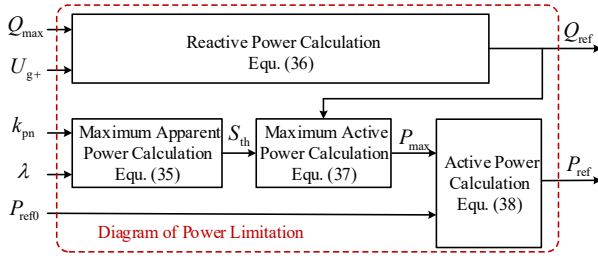 Q_max
U_g+
Reactive Power Calculation
Equ. (36)
Q_ref
k_pn
λ
Maximum Apparent
Power Calculation
Equ. (35)
S_th
Maximum Active
Power Calculation
Equ. (37)
P_max
Active Power
Calculation
Equ. (38)
P_ref
P_ref0
Diagram of Power Limitation